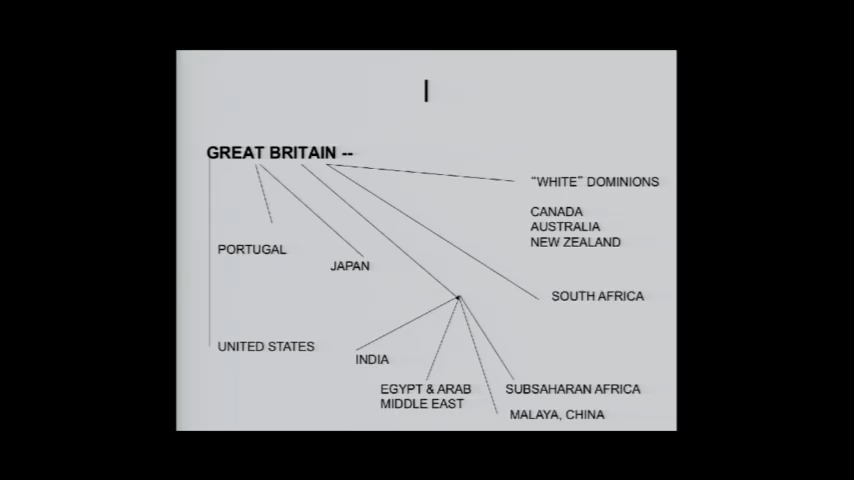 I
GREAT BRITAIN --
“WHITE” DOMINIONS
CANADA
AUSTRALIA
NEW ZEALAND
PORTUGAL
JAPAN
SOUTH AFRICA
UNITED STATES
INDIA
EGYPT & ARAB
MIDDLE EAST
SUBSAHARAN AFRICA
MALAYA, CHINA